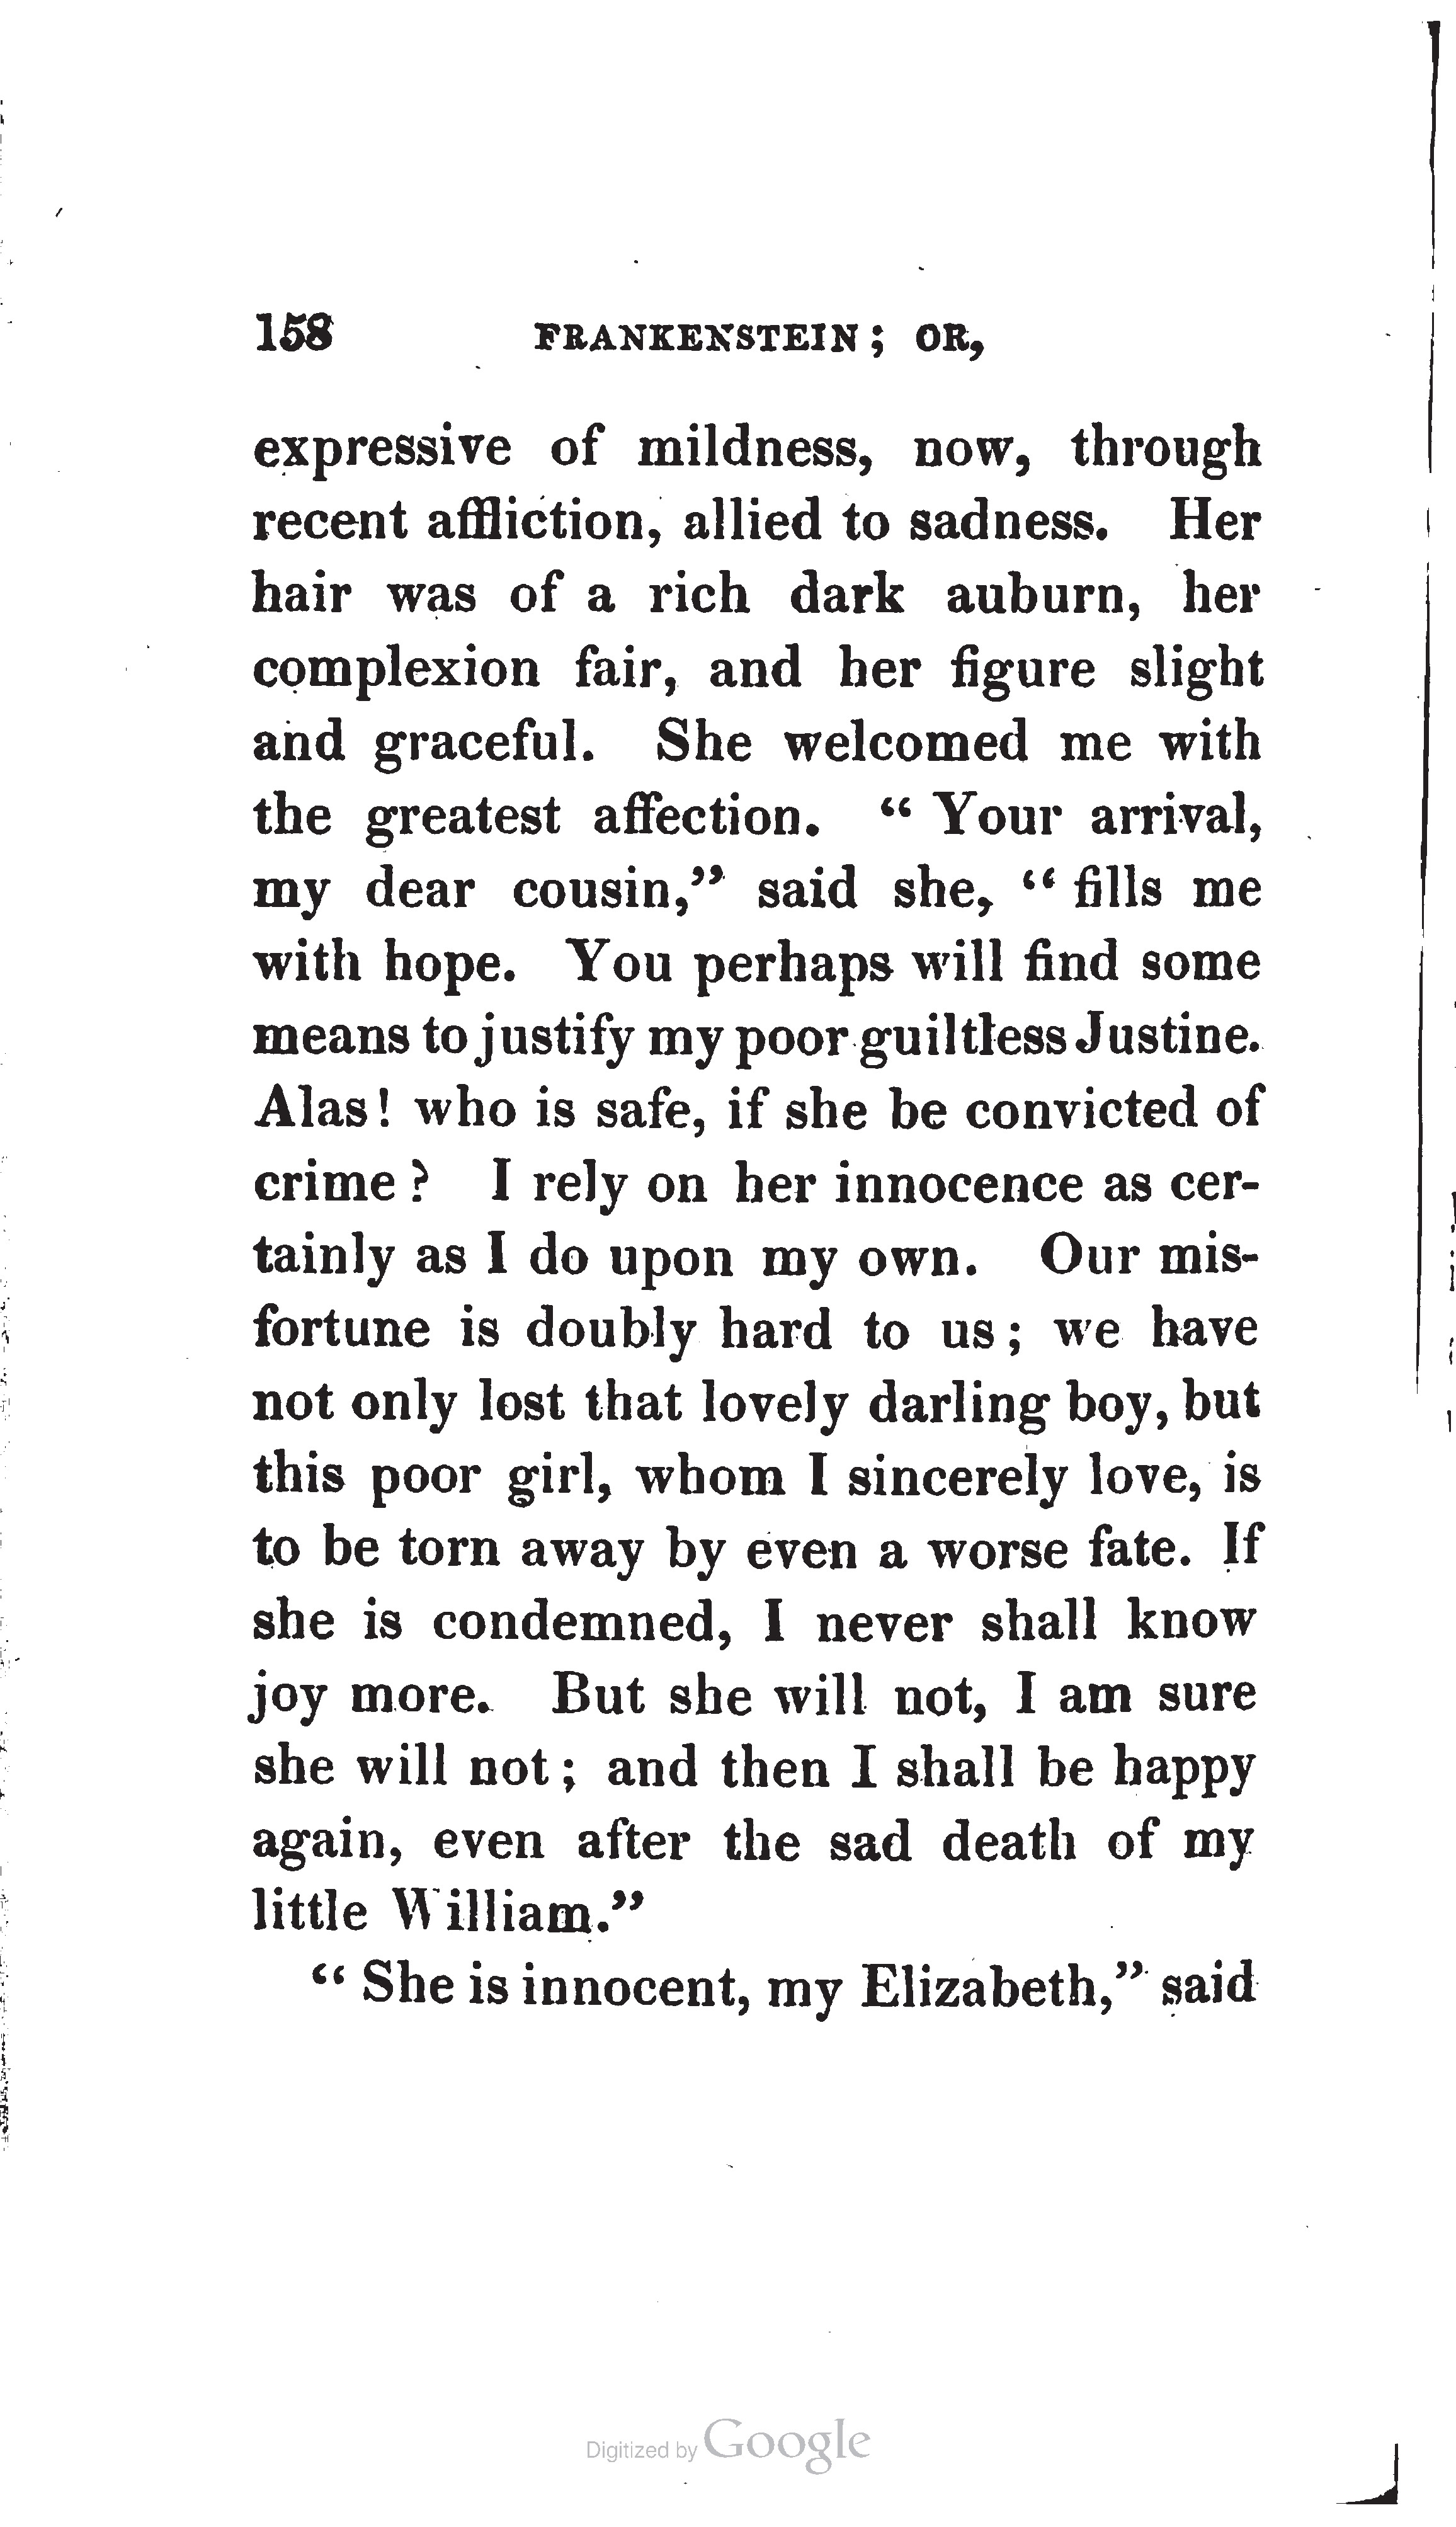 158 FRANKENSTEIN; OR,
expressive of mildness, now, through
recent affliction, allied to sadness. Her
hair was of a rich dark auburn, her
complexion fair, and her figure slight
and graceful. She welcomed me with
the greatest affection. “ Your arrival,
my dear cousin,” said she, “ fills me
with hope. You perhaps will find some
means to justify my poor guiltless Justine.
Alas! who is safe, if she be convicted of
crime? I rely on her innocence as cer-
tainly as I do upon my own. Our mis-
fortune is doubly hard to us; we have
not only lost that lovely darling boy, but
this poor girl, whom I sincerely love, is
to be torn away by even a worse fate. If
she is condemned, I never shall know
joy more. But she will not, I am sure
she will not; and then I shall be happy
again, even after the sad death of my
little William.”
“ She is innocent, my Elizabeth,” said
Digitized by Google